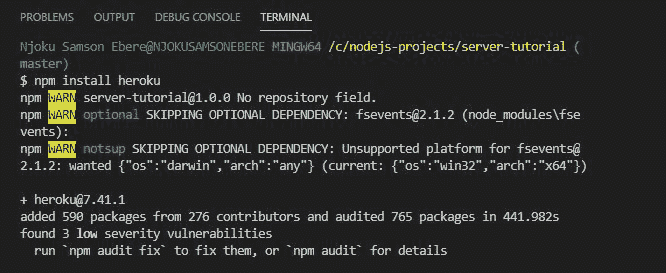 PROBLEMS OUTPUT DEBUG CONSOLE TERMINAL
Njoku Samson Ebere@NJOKUSAMSONEBERE MINGW64 /c/nodejs-projects/server-tutorial (
master)
$ npm install heroku
npm WARN server-tutorial@1.0.0 No repository field.
npm WARN optional SKIPPING OPTIONAL DEPENDENCY: fsevents@2.1.2 (node_modules\fse
vents):
npm WARN notsup SKIPPING OPTIONAL DEPENDENCY: Unsupported platform for fsevents@
2.1.2: wanted {"os":"darwin","arch":"any"} (current: {"os":"win32","arch":"x64"})
+ heroku@7.41.1
added 590 packages from 276 contributors and audited 765 packages in 441.982s
found 3 low severity vulnerabilities
run `npm audit fix` to fix them, or `npm audit` for details